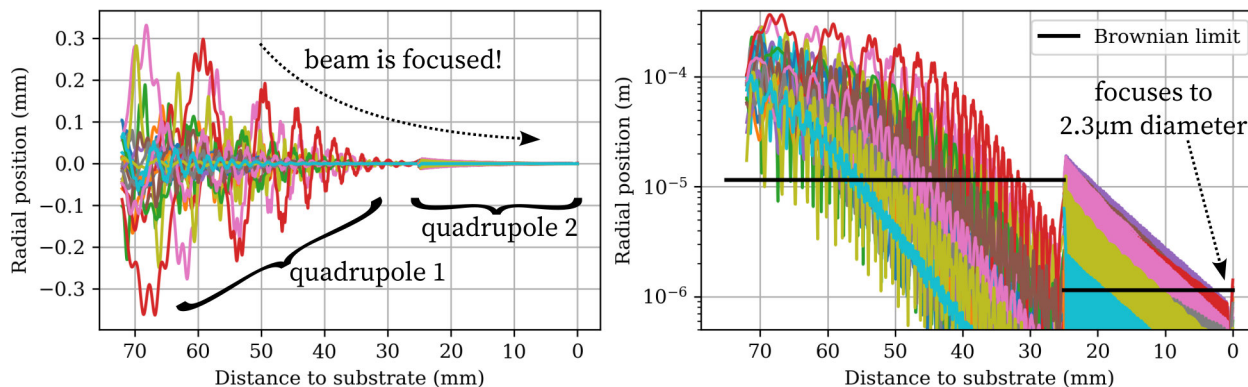 0.3
0.2
0.1
0.0
−0.1
−0.2
−0.3
Radial position (mm)
beam is focused!
quadrupole 2
quadrupole 1
70 60 50 40 30 20 10 0
Distance to substrate (mm)
10⁻⁴
10⁻⁵
10⁻⁶
Radial position (m)
Brownian limit
focuses to
2.3µm diameter
70 60 50 40 30 20 10 0
Distance to substrate (mm)